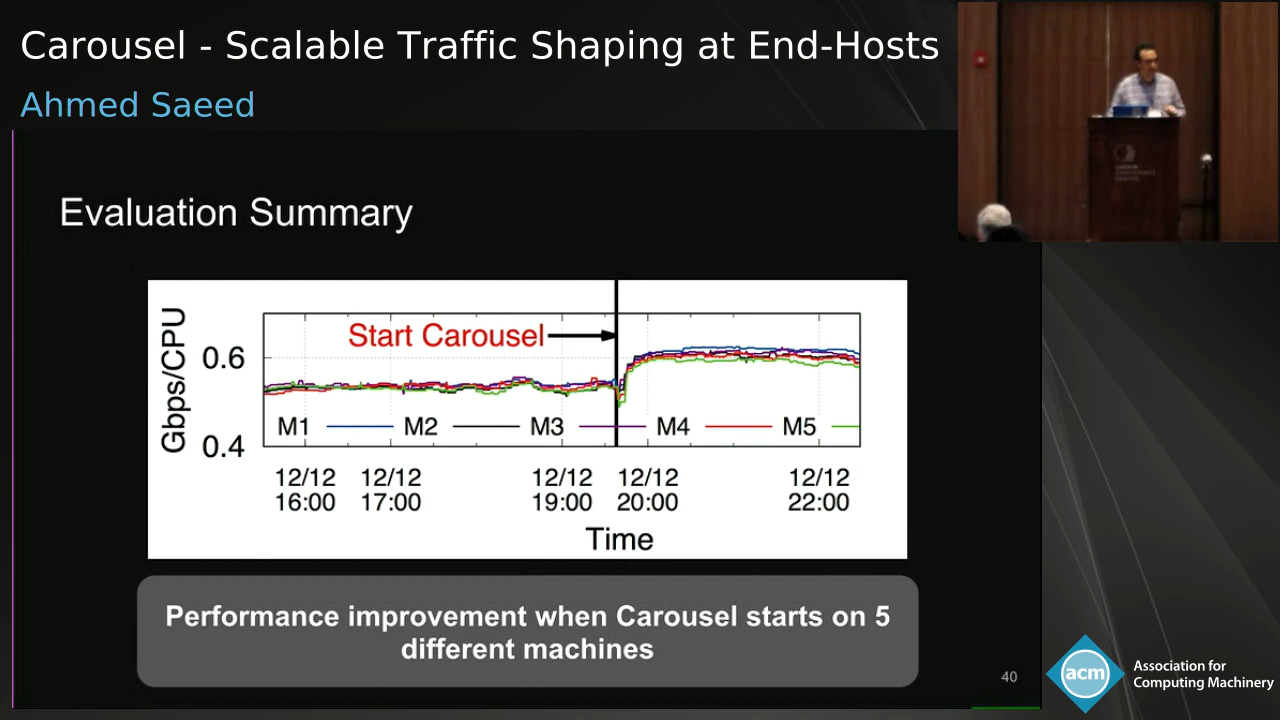 Carousel - Scalable Traffic Shaping at End-Hosts
Ahmed Saeed
Evaluation Summary
Gbps/CPU
0.6
0.4
Start Carousel
M1 M2 M3 M4 M5
12/12 12/12 12/12 12/12 12/12
16:00 17:00 19:00 20:00 22:00
Time
Performance improvement when Carousel starts on 5
different machines
40
acm
Association for
Computing Machinery